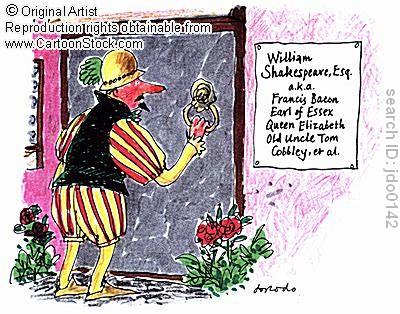 © Original Artist
Reproduction rights obtainable from
www.CartoonStock.com
William
Shakespeare, Esq.
a.k.a.
Francis Bacon
Earl of Essex
Queen Elizabeth
Old Uncle Tom
Cobbley, et al.
search ID: jdo0142